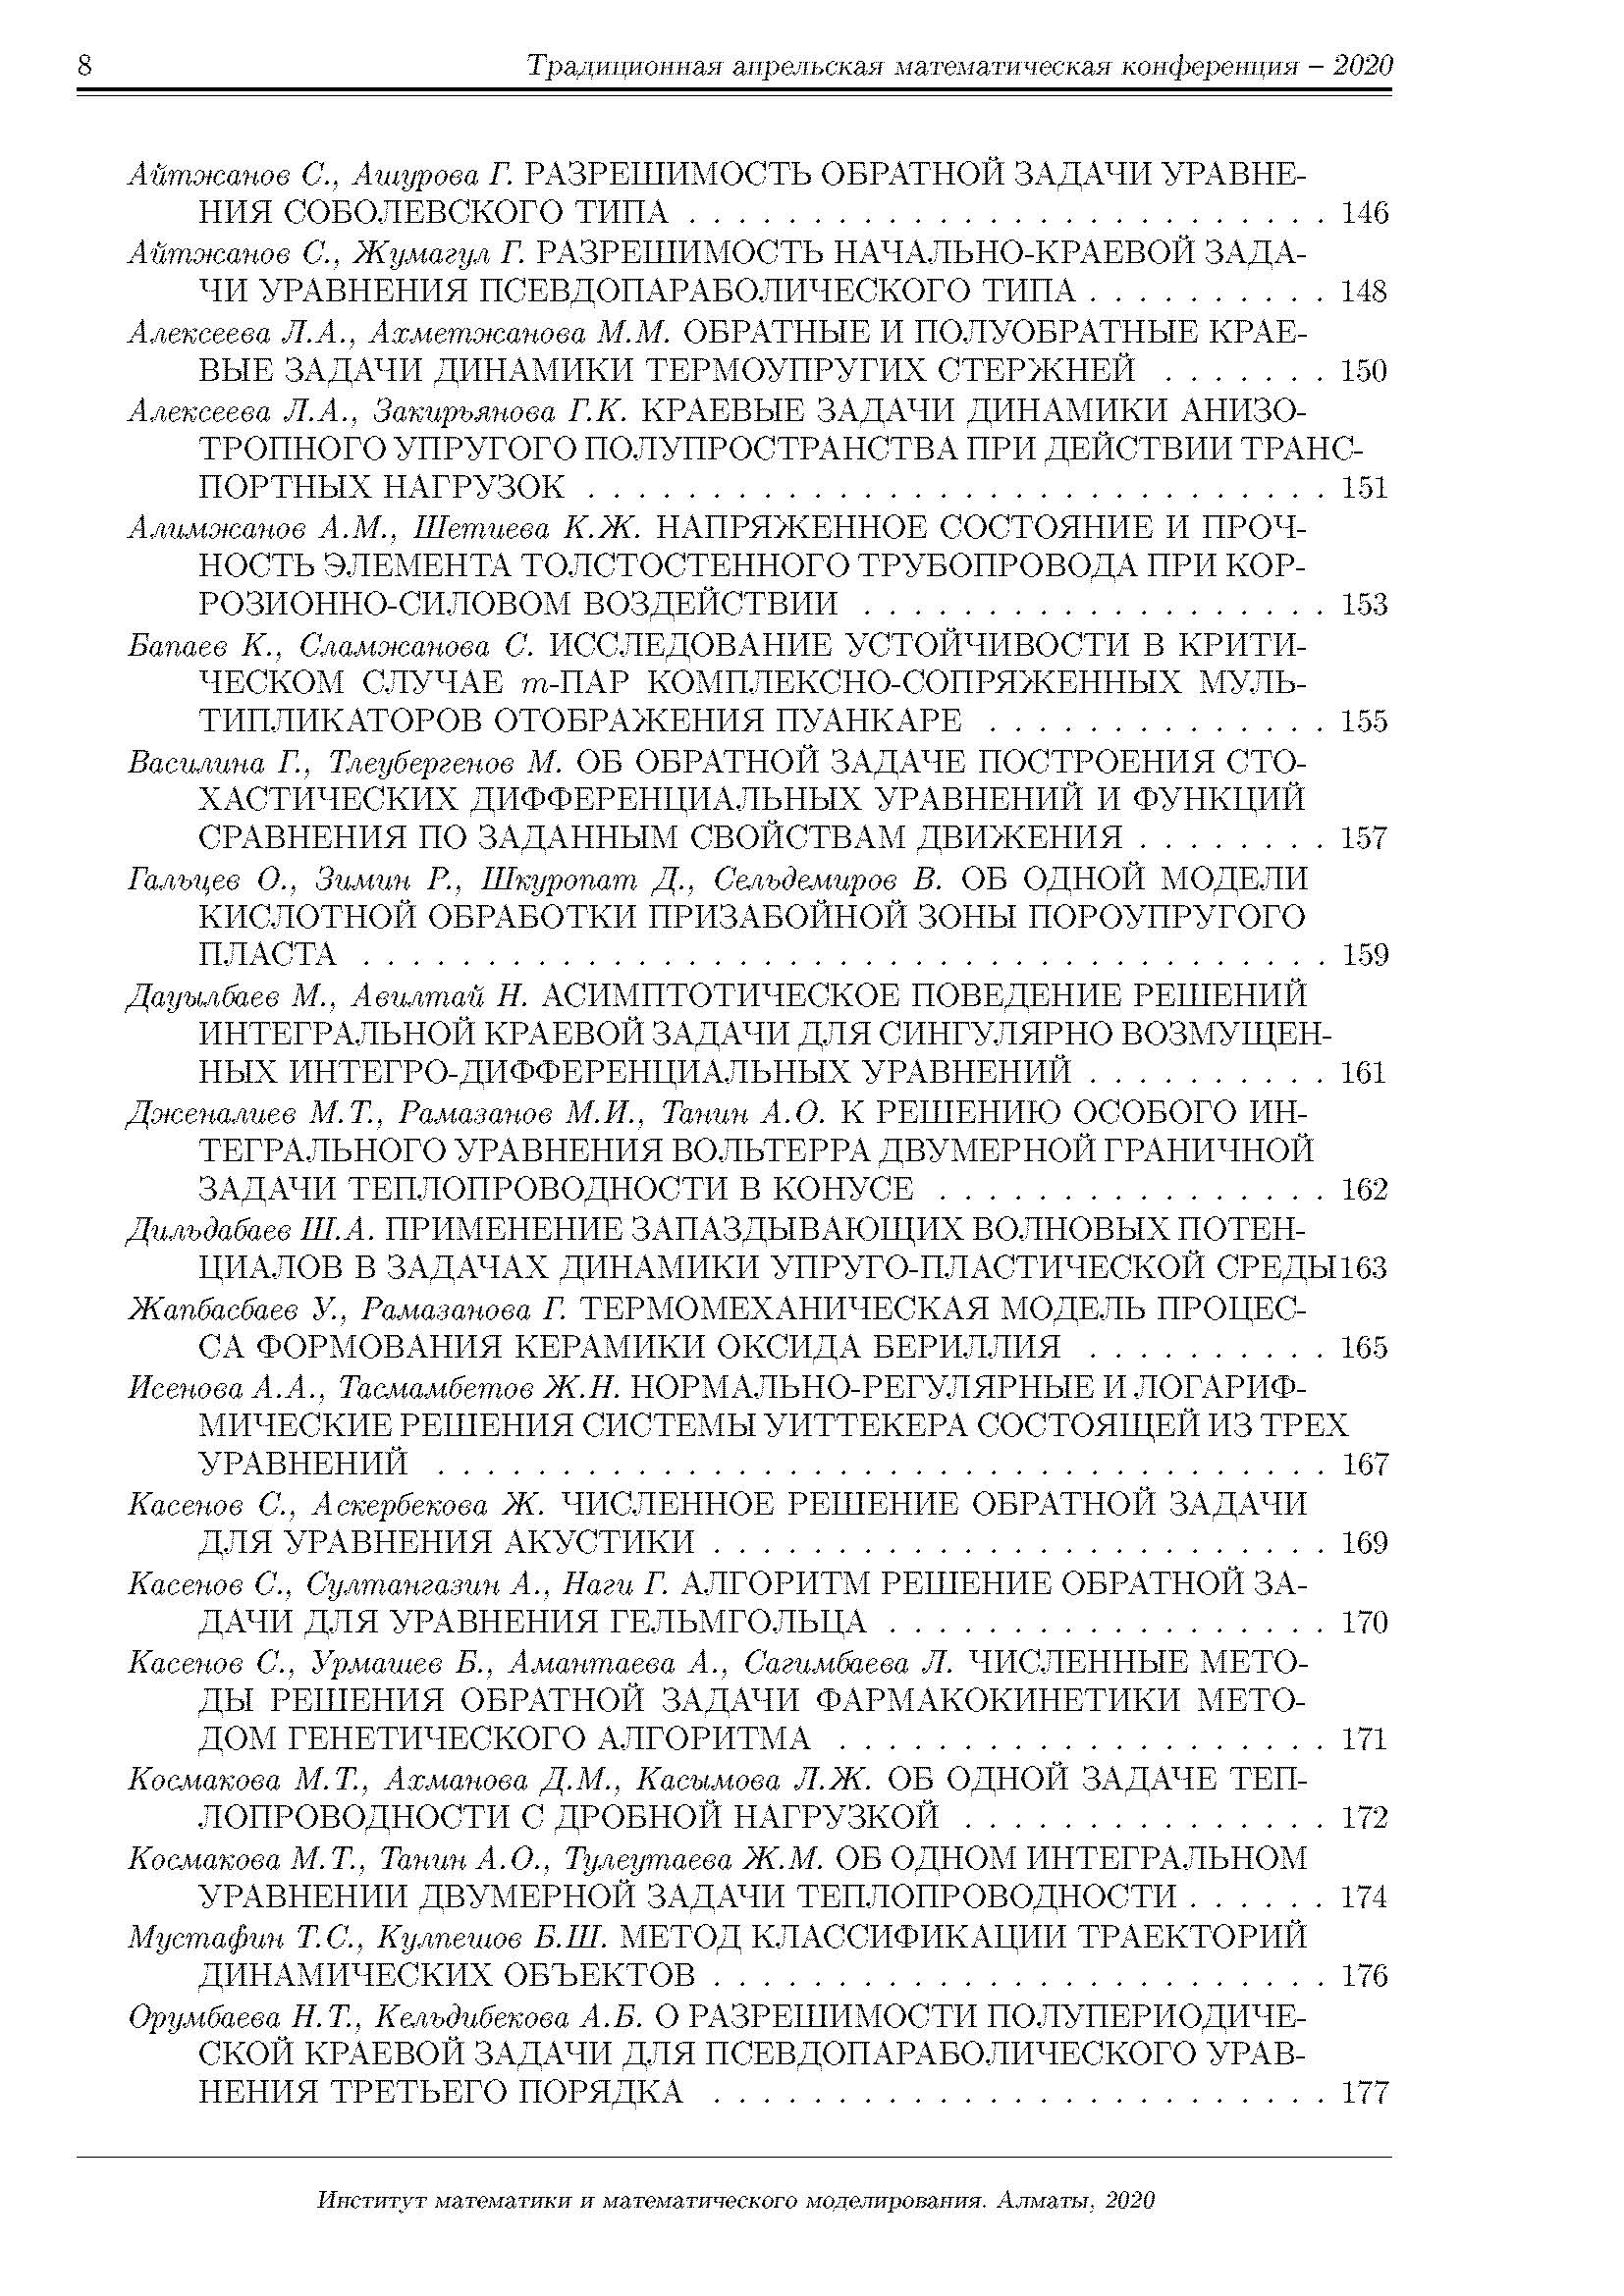 8 Традиционная апрельская математическая конференция – 2020
Айтжанов С., Ашурова Г. РАЗРЕШИМОСТЬ ОБРАТНОЙ ЗАДАЧИ УРАВНЕ-
НИЯ СОБОЛЕВСКОГО ТИПА . . . . . . . . . . . . . . . . . . . . . . . . . . 146
Айтжанов С., Жумагул Г. РАЗРЕШИМОСТЬ НАЧАЛЬНО-КРАЕВОЙ ЗАДА-
ЧИ УРАВНЕНИЯ ПСЕВДОПАРАБОЛИЧЕСКОГО ТИПА . . . . . . . . . . 148
Алексеева Л.А., Ахметжанова М.М. ОБРАТНЫЕ И ПОЛУОБРАТНЫЕ КРАЕ-
ВЫЕ ЗАДАЧИ ДИНАМИКИ ТЕРМОУПРУГИХ СТЕРЖНЕЙ . . . . . . . 150
Алексеева Л.А., Закирьянова Г.К. КРАЕВЫЕ ЗАДАЧИ ДИНАМИКИ АНИЗО-
ТРОПНОГО УПРУГОГО ПОЛУПРОСТРАНСТВА ПРИ ДЕЙСТВИИ ТРАНС-
ПОРТНЫХ НАГРУЗОК . . . . . . . . . . . . . . . . . . . . . . . . . . . . . . 151
Алимжанов А.М., Шетиева К.Ж. НАПРЯЖЕННОЕ СОСТОЯНИЕ И ПРОЧ-
НОСТЬ ЭЛЕМЕНТА ТОЛСТОСТЕННОГО ТРУБОПРОВОДА ПРИ КОР-
РОЗИОННО-СИЛОВОМ ВОЗДЕЙСТВИИ . . . . . . . . . . . . . . . . . . . 153
Бапаев К., Сламжанова С. ИССЛЕДОВАНИЕ УСТОЙЧИВОСТИ В КРИТИ-
ЧЕСКОМ СЛУЧАЕ m-ПАР КОМПЛЕКСНО-СОПРЯЖЕННЫХ МУЛЬ-
ТИПЛИКАТОРОВ ОТОБРАЖЕНИЯ ПУАНКАРЕ . . . . . . . . . . . . . . 155
Василина Г., Тлеубергенов М. ОБ ОБРАТНОЙ ЗАДАЧЕ ПОСТРОЕНИЯ СТО-
ХАСТИЧЕСКИХ ДИФФЕРЕНЦИАЛЬНЫХ УРАВНЕНИЙ И ФУНКЦИЙ
СРАВНЕНИЯ ПО ЗАДАННЫМ СВОЙСТВАМ ДВИЖЕНИЯ . . . . . . . . 157
Гальцев О., Зимин Р., Шкуропат Д., Сельдемиров В. ОБ ОДНОЙ МОДЕЛИ
КИСЛОТНОЙ ОБРАБОТКИ ПРИЗАБОЙНОЙ ЗОНЫ ПОРОУПРУГОГО
ПЛАСТА . . . . . . . . . . . . . . . . . . . . . . . . . . . . . . . . . . . . . . . 159
Дауылбаев М., Авилтай Н. АСИМПТОТИЧЕСКОЕ ПОВЕДЕНИЕ РЕШЕНИЙ
ИНТЕГРАЛЬНОЙ КРАЕВОЙ ЗАДАЧИ ДЛЯ СИНГУЛЯРНО ВОЗМУЩЕН-
НЫХ ИНТЕГРО-ДИФФЕРЕНЦИАЛЬНЫХ УРАВНЕНИЙ . . . . . . . . . . 161
Дженалиев М.Т., Рамазанов М.И., Танин А.О. К РЕШЕНИЮ ОСОБОГО ИН-
ТЕГРАЛЬНОГО УРАВНЕНИЯ ВОЛЬТЕРРА ДВУМЕРНОЙ ГРАНИЧНОЙ
ЗАДАЧИ ТЕПЛОПРОВОДНОСТИ В КОНУСЕ . . . . . . . . . . . . . . . . 162
Дильдабаев Ш.А. ПРИМЕНЕНИЕ ЗАПАЗДЫВАЮЩИХ ВОЛНОВЫХ ПОТЕН-
ЦИАЛОВ В ЗАДАЧАХ ДИНАМИКИ УПРУГО-ПЛАСТИЧЕСКОЙ СРЕДЫ163
Жапбасбаев У., Рамазанова Г. ТЕРМОМЕХАНИЧЕСКАЯ МОДЕЛЬ ПРОЦЕС-
СА ФОРМОВАНИЯ КЕРАМИКИ ОКСИДА БЕРИЛЛИЯ . . . . . . . . . . 165
Исенова А.А., Тасмамбетов Ж.Н. НОРМАЛЬНО-РЕГУЛЯРНЫЕ И ЛОГАРИФ-
МИЧЕСКИЕ РЕШЕНИЯ СИСТЕМЫ УИТТЕКЕРА СОСТОЯЩЕЙ ИЗ ТРЕХ
УРАВНЕНИЙ . . . . . . . . . . . . . . . . . . . . . . . . . . . . . . . . . . . . 167
Касенов С., Аскербекова Ж. ЧИСЛЕННОЕ РЕШЕНИЕ ОБРАТНОЙ ЗАДАЧИ
ДЛЯ УРАВНЕНИЯ АКУСТИКИ . . . . . . . . . . . . . . . . . . . . . . . . . 169
Касенов С., Султангазин А., Наги Г. АЛГОРИТМ РЕШЕНИЕ ОБРАТНОЙ ЗА-
ДАЧИ ДЛЯ УРАВНЕНИЯ ГЕЛЬМГОЛЬЦА . . . . . . . . . . . . . . . . . . 170
Касенов С., Урмашев Б., Амантаева А., Сагимбаева Л. ЧИСЛЕННЫЕ МЕТО-
ДЫ РЕШЕНИЯ ОБРАТНОЙ ЗАДАЧИ ФАРМАКОКИНЕТИКИ МЕТО-
ДОМ ГЕНЕТИЧЕСКОГО АЛГОРИТМА . . . . . . . . . . . . . . . . . . . . 171
Космакова М.Т., Ахманова Д.М., Касымова Л.Ж. ОБ ОДНОЙ ЗАДАЧЕ ТЕП-
ЛОПРОВОДНОСТИ С ДРОБНОЙ НАГРУЗКОЙ . . . . . . . . . . . . . . . 172
Космакова М.Т., Танин А.О., Тулеутаева Ж.М. ОБ ОДНОМ ИНТЕГРАЛЬНОМ
УРАВНЕНИИ ДВУМЕРНОЙ ЗАДАЧИ ТЕПЛОПРОВОДНОСТИ . . . . . . 174
Мустафин Т.С., Кулпешов Б.Ш. МЕТОД КЛАССИФИКАЦИИ ТРАЕКТОРИЙ
ДИНАМИЧЕСКИХ ОБЪЕКТОВ . . . . . . . . . . . . . . . . . . . . . . . . . 176
Орумбаева Н.Т., Кельдибекова А.Б. О РАЗРЕШИМОСТИ ПОЛУПЕРИОДИЧЕ-
СКОЙ КРАЕВОЙ ЗАДАЧИ ДЛЯ ПСЕВДОПАРАБОЛИЧЕСКОГО УРАВ-
НЕНИЯ ТРЕТЬЕГО ПОРЯДКА . . . . . . . . . . . . . . . . . . . . . . . . . 177
Институт математики и математического моделирования. Алматы, 2020